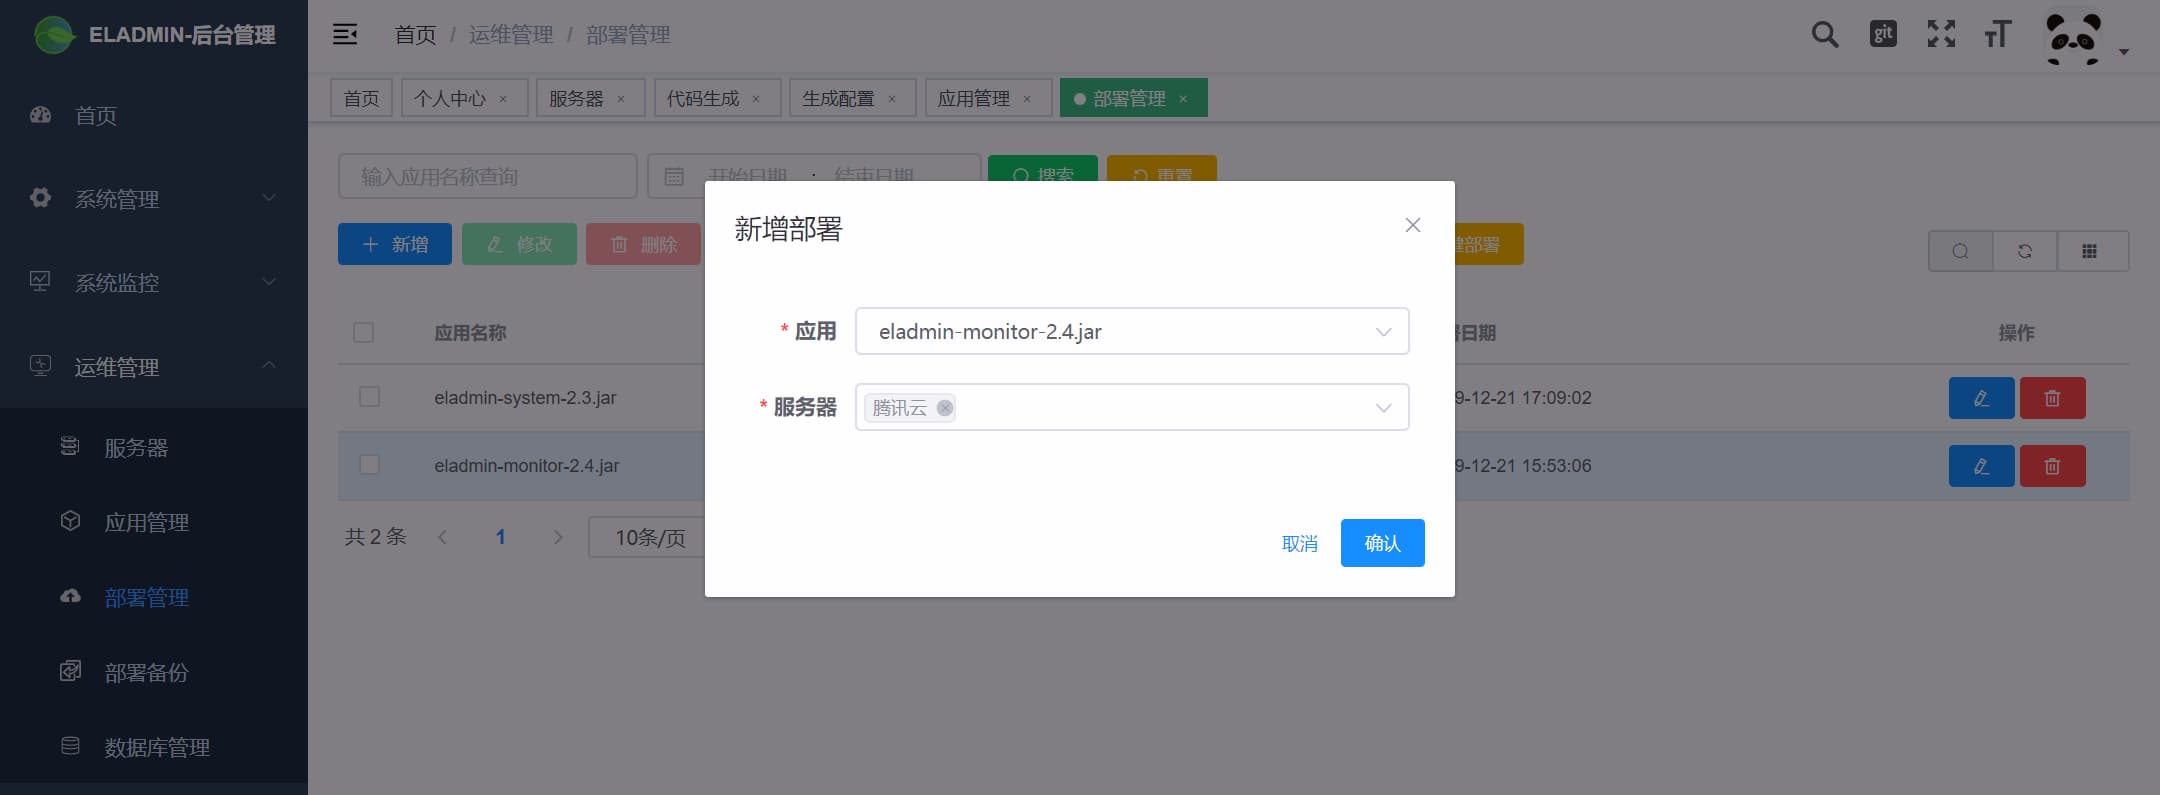 ELADMIN-后台管理
首页 / 运维管理 / 部署管理
首页
个人中心 ×
服务器 ×
代码生成 ×
生成配置 ×
应用管理 ×
部署管理 ×
首页
系统管理
系统监控
运维管理
服务器
应用管理
部署管理
部署备份
数据库管理
输入应用名称查询
开始日期 : 结束日期
搜索
重置
新增
修改
删除
部署
应用名称
日期
操作
eladmin-system-2.3.jar
9-12-21 17:09:02
eladmin-monitor-2.4.jar
9-12-21 15:53:06
共 2 条
1
10条/页
新增部署
* 应用
eladmin-monitor-2.4.jar
* 服务器
腾讯云
取消
确认
git